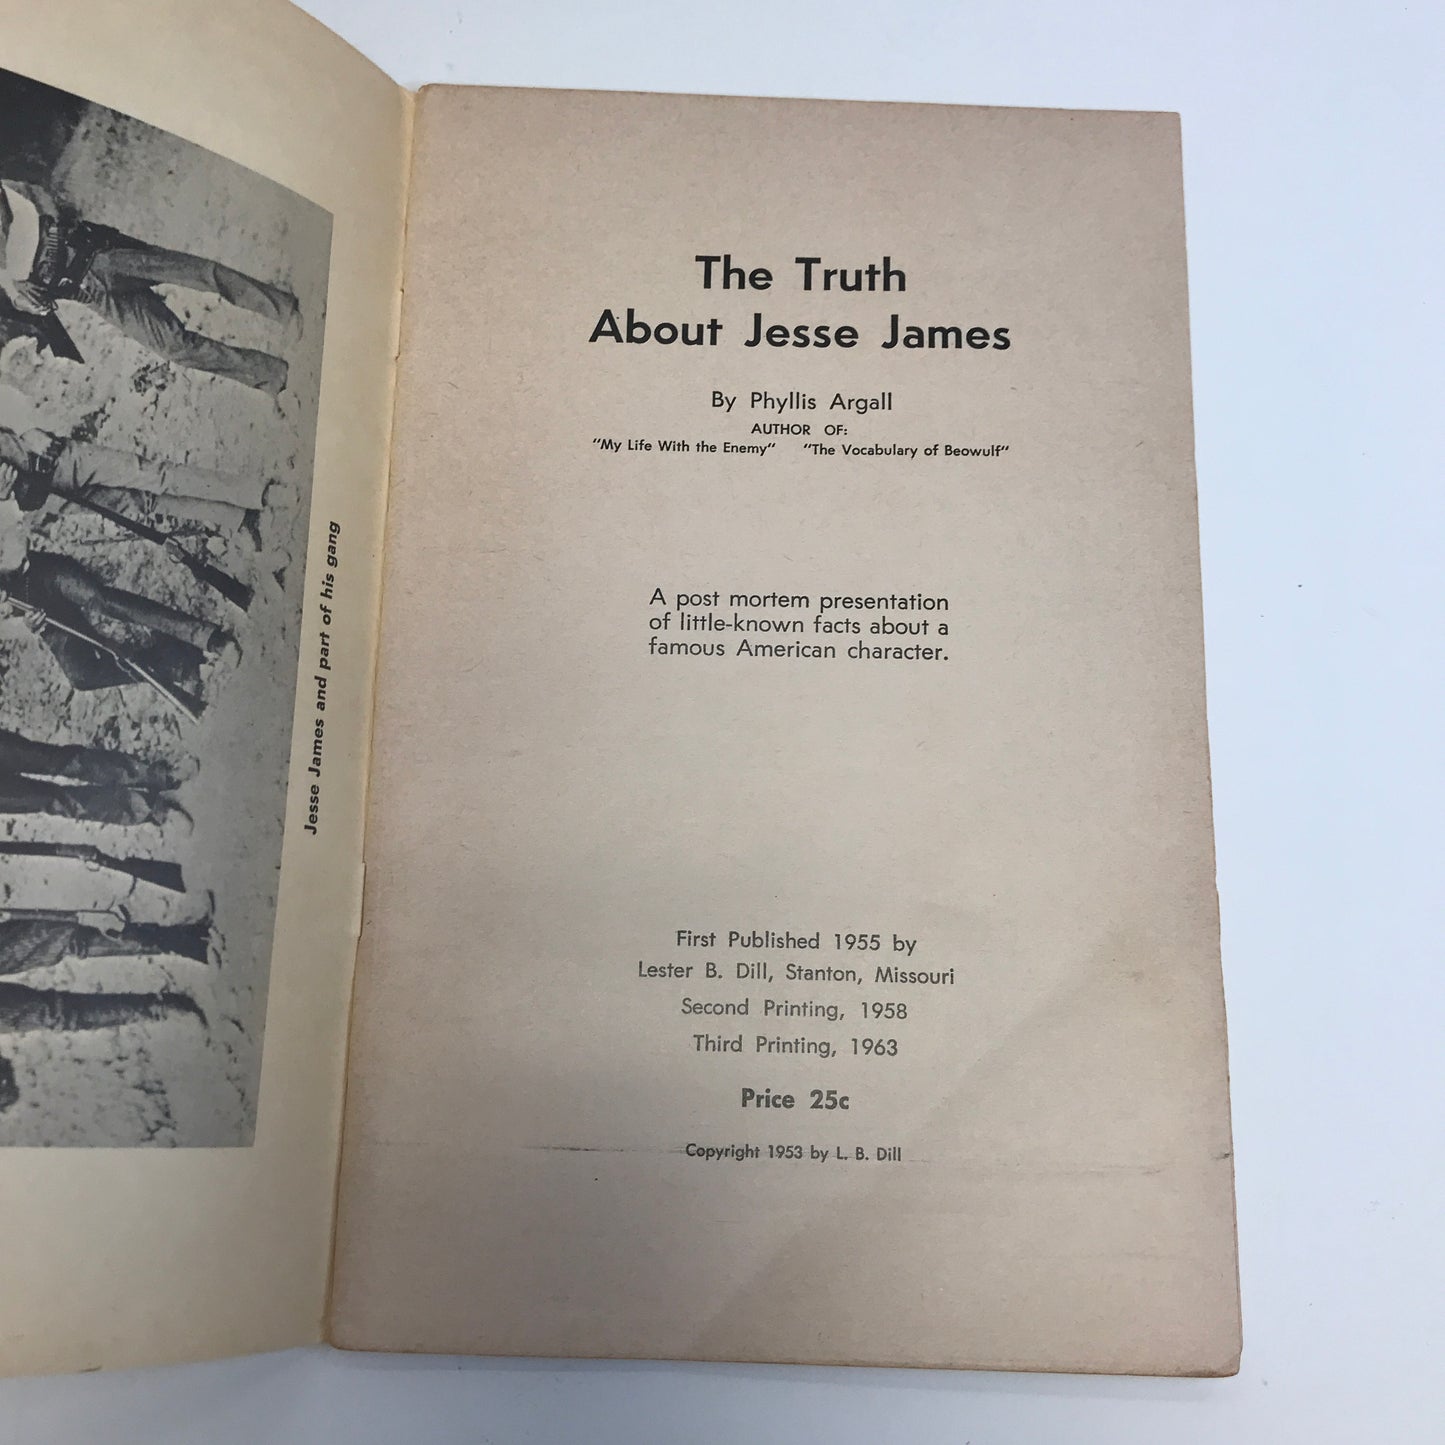 Jesse James and part of his gang
The Truth
About Jesse James
By Phyllis Argall
AUTHOR OF:
"My Life With the Enemy" "The Vocabulary of Beowulf"
A post mortem presentation
of little-known facts about a
famous American character.
First Published 1955 by
Lester B. Dill, Stanton, Missouri
Second Printing, 1958
Third Printing, 1963
Price 25c
Copyright 1953 by L. B. Dill